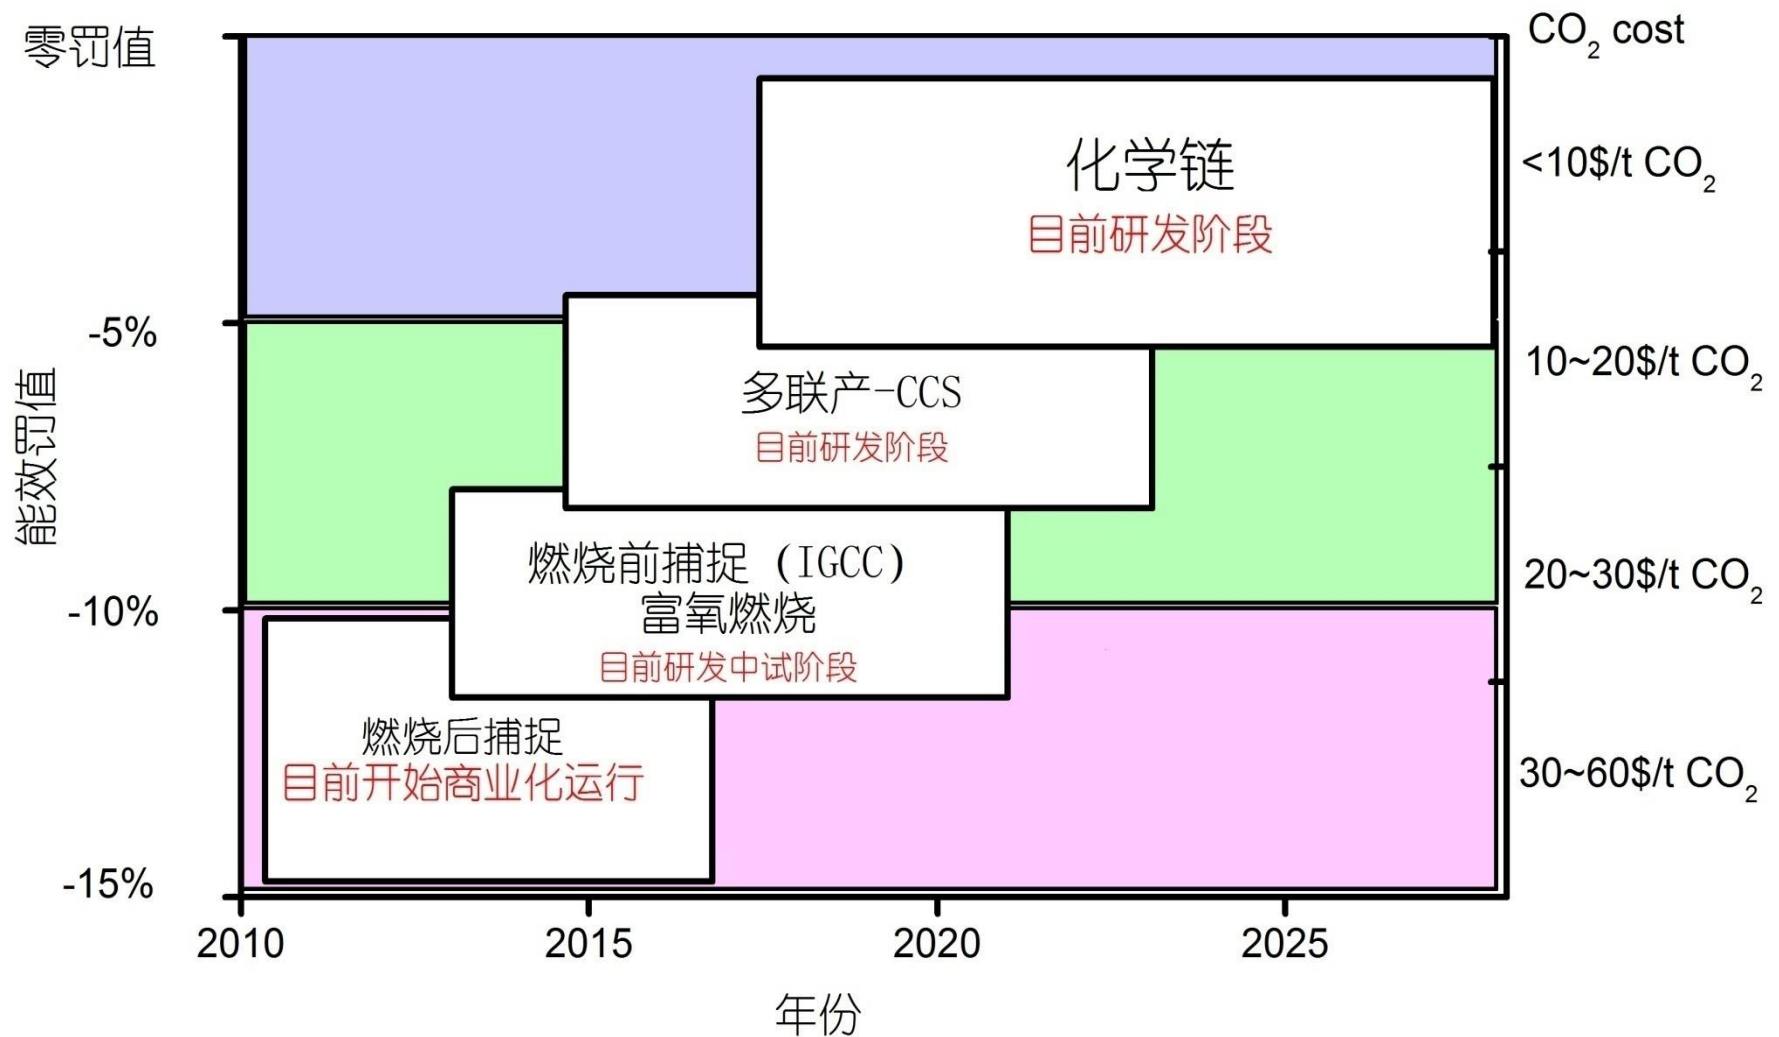 零罚值
CO₂ cost
化学链
目前研发阶段
<10$/t CO₂
-5%
10~20$/t CO₂
多联产-CCS
目前研发阶段
能效罚值
燃烧前捕捉 (IGCC)
富氧燃烧
目前研发中试阶段
20~30$/t CO₂
-10%
燃烧后捕捉
目前开始商业化运行
30~60$/t CO₂
-15%
2010
2015
2020
2025
年份